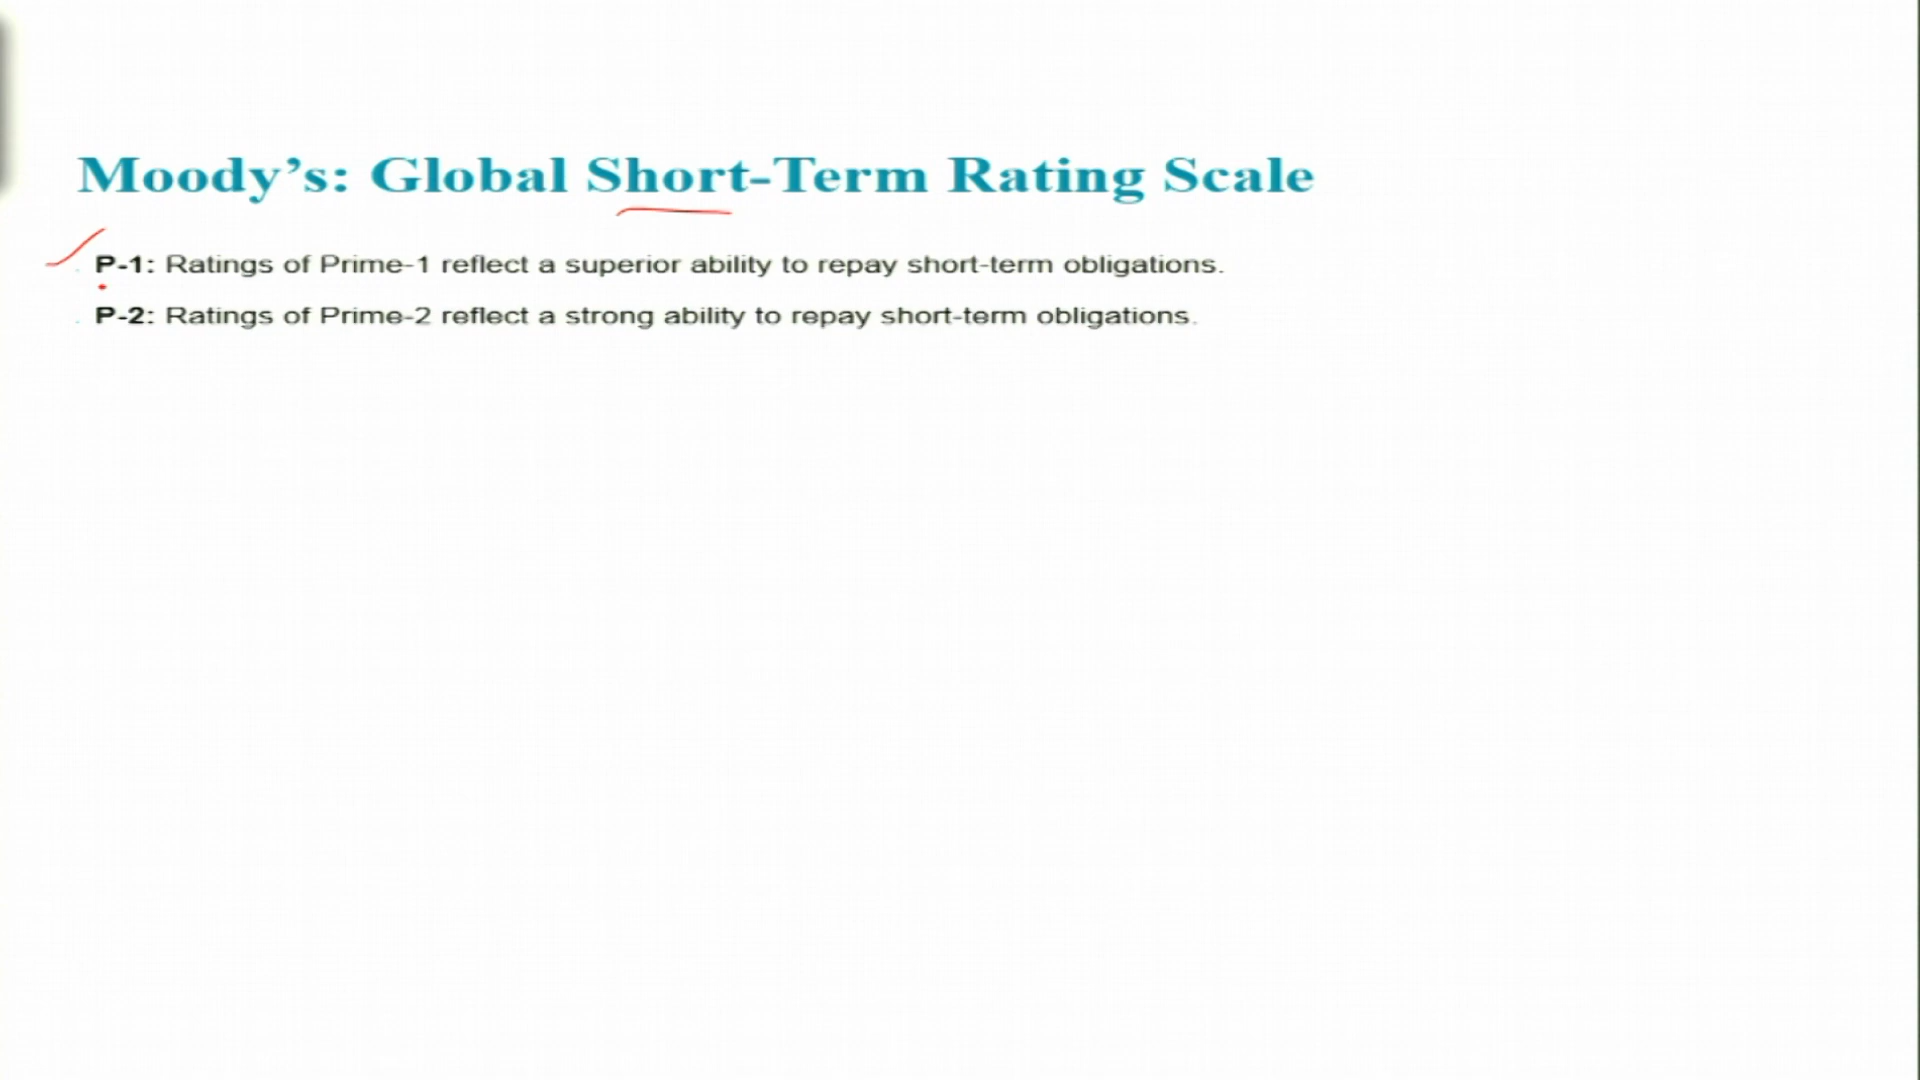 Moody’s: Global Short-Term Rating Scale
P-1: Ratings of Prime-1 reflect a superior ability to repay short-term obligations.
P-2: Ratings of Prime-2 reflect a strong ability to repay short-term obligations.